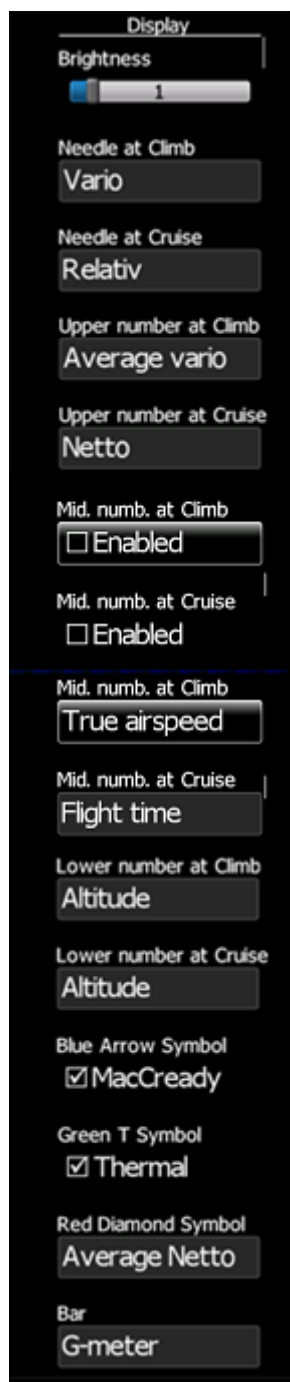 Display
Brightness
1
Needle at Climb
Vario
Needle at Cruise
Relativ
Upper number at Climb
Average vario
Upper number at Cruise
Netto
Mid. numb. at Climb
Enabled
Mid. numb. at Cruise
Enabled
Mid. numb. at Climb
True airspeed
Mid. numb. at Cruise
Flight time
Lower number at Climb
Altitude
Lower number at Cruise
Altitude
Blue Arrow Symbol
MacCready
Green T Symbol
Thermal
Red Diamond Symbol
Average Netto
Bar
G-meter